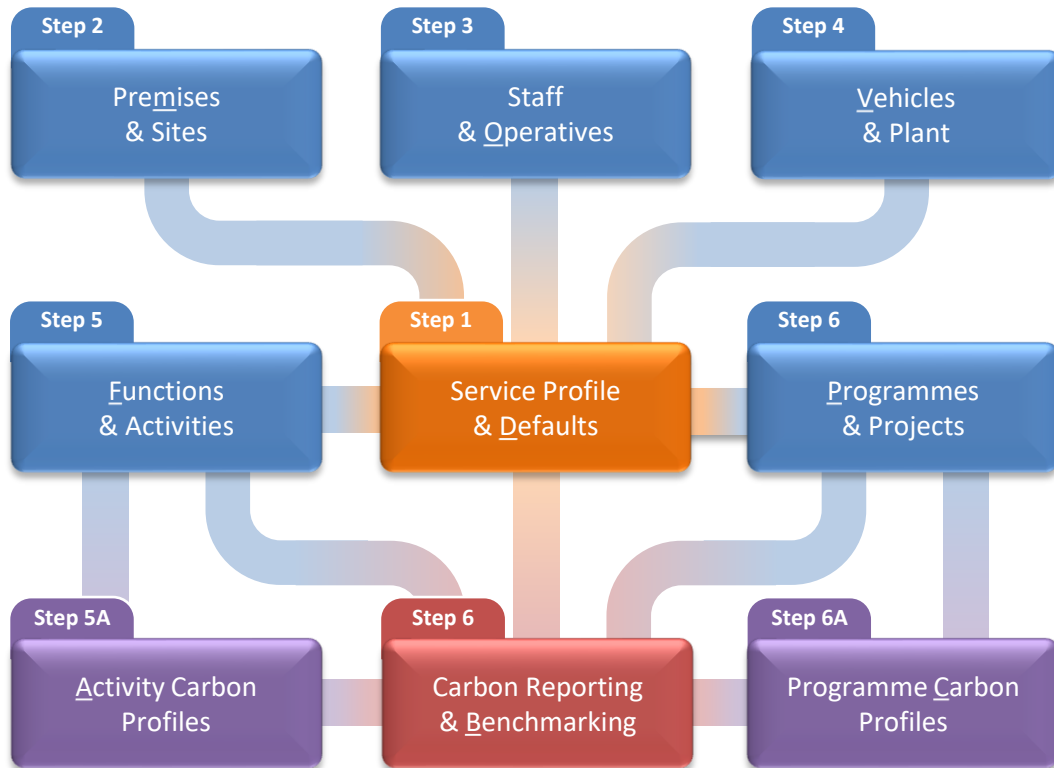 Step 2
Premises
& Sites
Step 3
Staff
& Operatives
Step 4
Vehicles
& Plant
Step 5
Functions
& Activities
Step 1
Service Profile
& Defaults
Step 6
Programmes
& Projects
Step 5A
Activity Carbon
Profiles
Step 6
Carbon Reporting
& Benchmarking
Step 6A
Programme Carbon
Profiles